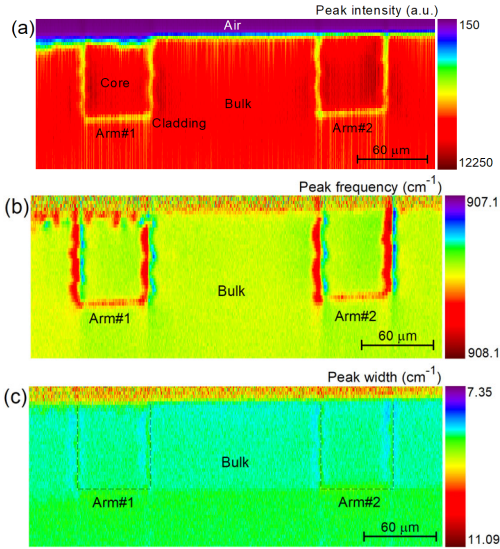 Peak intensity (a.u.)
(a)
Air
150
Core
Bulk
Cladding
Arm#1
Arm#2
60 μm
12250
Peak frequency (cm-1)
(b)
907.1
Bulk
Arm#1
Arm#2
60 μm
908.1
Peak width (cm-1)
(c)
7.35
Bulk
Arm#1
Arm#2
60 μm
11.09